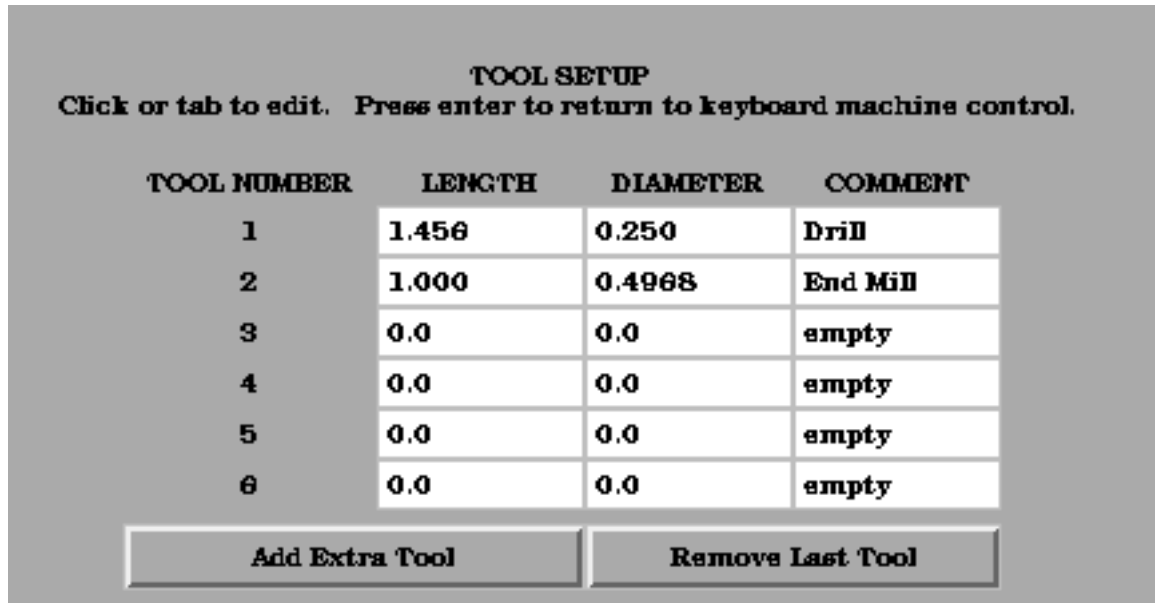 TOOL SETUP
Click or tab to edit. Press enter to return to keyboard machine control.
TOOL NUMBER LENGTH DIAMETER COMMENT
1 1.456 0.250 Drill
2 1.000 0.4968 End Mill
3 0.0 0.0 empty
4 0.0 0.0 empty
5 0.0 0.0 empty
6 0.0 0.0 empty
Add Extra Tool Remove Last Tool